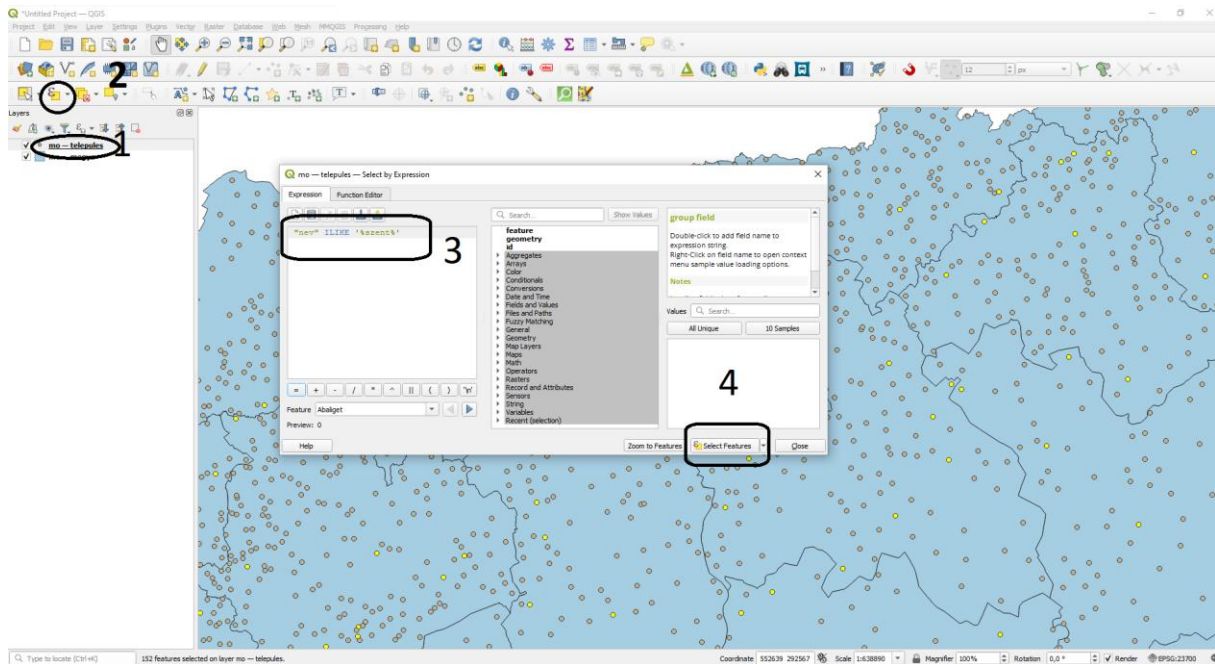 *Untitled Project — QGIS
Project Edit View Layer Settings Plugins Vector Raster Database Web Mesh MMQGIS Processing Help
12 px
2
Layers
mo — telepules
1
mo — Telepules — Select by Expression
Expression Function Editor
"nev" ILIKE '%szent%'
3
Search... Show Values
feature
geometry
id
Aggregates
Arrays
Color
Conditionals
Conversions
Date and Time
Fields and Values
Files and Paths
Fuzzy Matching
General
Geometry
Map Layers
Maps
Math
Operators
Rasters
Record and Attributes
Sensors
String
Variables
Recent (selection)
group field
Double-click to add field name to
expression string.
Right-Click on field name to open context
menu sample value loading options.
Notes
Values Search...
All Unique 10 Samples
4
= + - / * ^ || ( ) '\n'
Feature Abaliget
Preview: 0
Help Zoom to Features Select Features Close
Type to locate (Ctrl+K) 152 features selected on layer mo — telepules. Coordinate 552639 292567 Scale 1:638890 Magnifier 100% Rotation 0,0 ° Render EPSG:23700